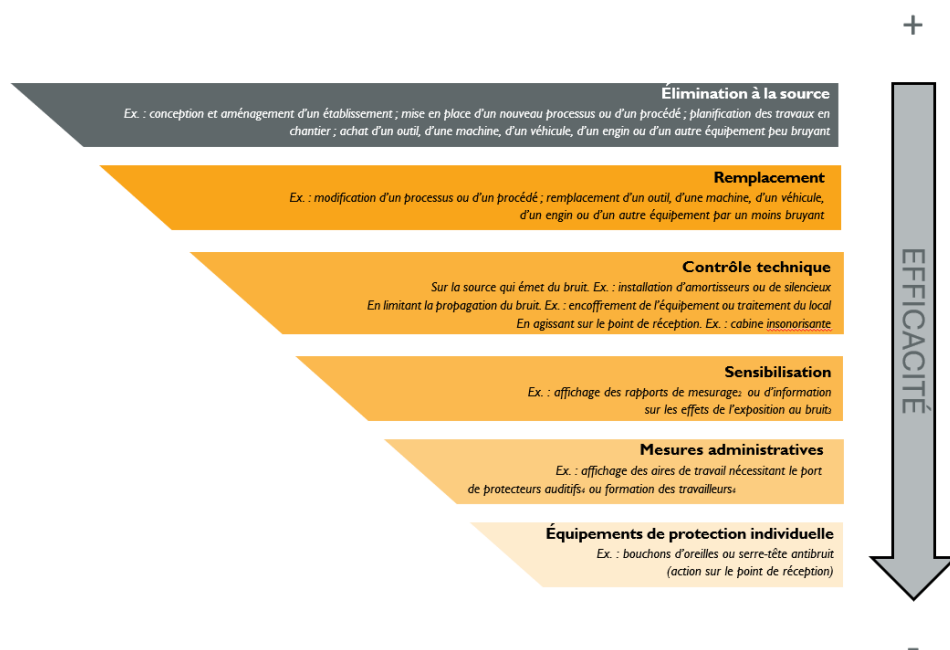 +
Élimination à la source
Ex. : conception et aménagement d'un établissement ; mise en place d'un nouveau processus ou d'un procédé ; planification des travaux en
chantier ; achat d'un outil, d'une machine, d'un véhicule, d'un engin ou d'un autre équipement peu bruyant
Remplacement
Ex. : modification d'un processus ou d'un procédé ; remplacement d'un outil, d'une machine, d'un véhicule,
d'un engin ou d'un autre équipement par un moins bruyant
Contrôle technique
Sur la source qui émet du bruit. Ex. : installation d'amortisseurs ou de silencieux
En limitant la propagation du bruit. Ex. : encoffrement de l'équipement ou traitement du local
En agissant sur le point de réception. Ex. : cabine insonorisante
Sensibilisation
Ex. : affichage des rapports de mesurage₂ ou d'information
sur les effets de l'exposition au bruit₃
Mesures administratives
Ex. : affichage des aires de travail nécessitant le port
de protecteurs auditifs₄ ou formation des travailleurs₄
Équipements de protection individuelle
Ex. : bouchons d'oreilles ou serre-tête antibruit
(action sur le point de réception)
EFFICACITÉ
-